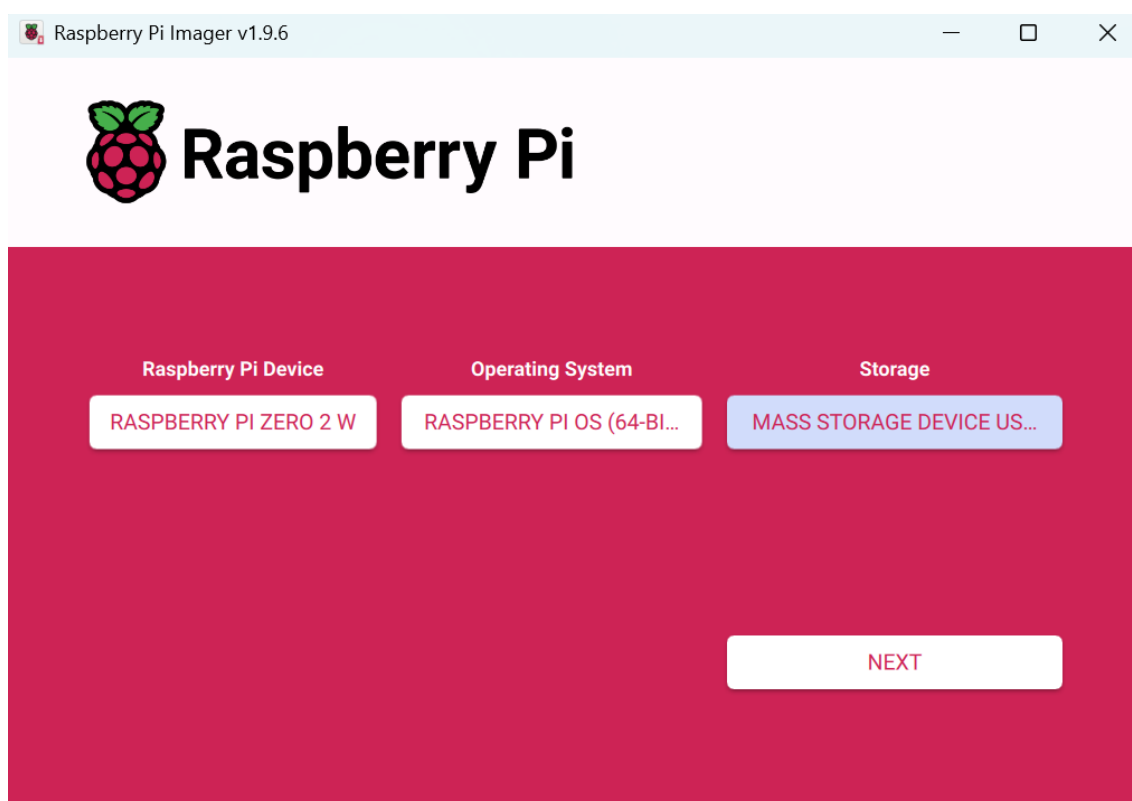 Raspberry Pi Imager v1.9.6
Raspberry Pi
Raspberry Pi Device
Operating System
Storage
RASPBERRY PI ZERO 2 W
RASPBERRY PI OS (64-BI...
MASS STORAGE DEVICE US...
NEXT